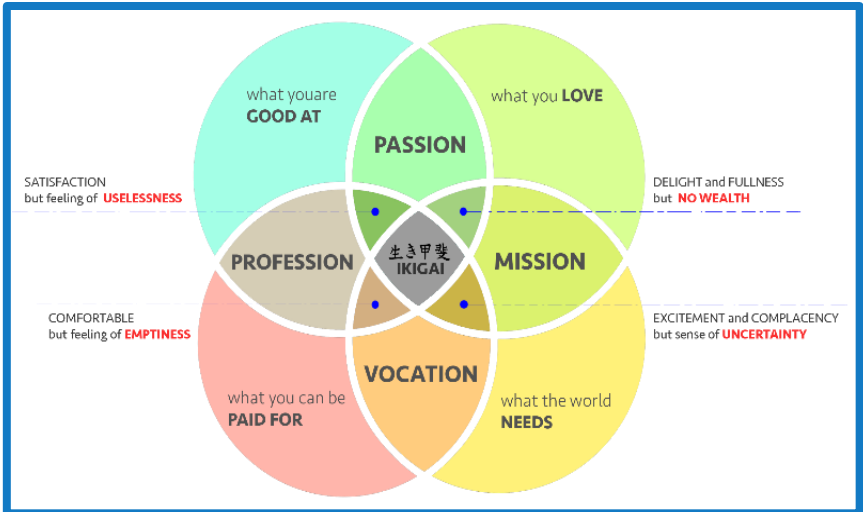 what youare
GOOD AT
what you LOVE
PASSION
SATISFACTION
but feeling of USELESSNESS
DELIGHT and FULLNESS
but NO WEALTH
PROFESSION
生き甲斐
IKIGAI
MISSION
COMFORTABLE
but feeling of EMPTINESS
EXCITEMENT and COMPLACENCY
but sense of UNCERTAINTY
VOCATION
what you can be
PAID FOR
what the world
NEEDS